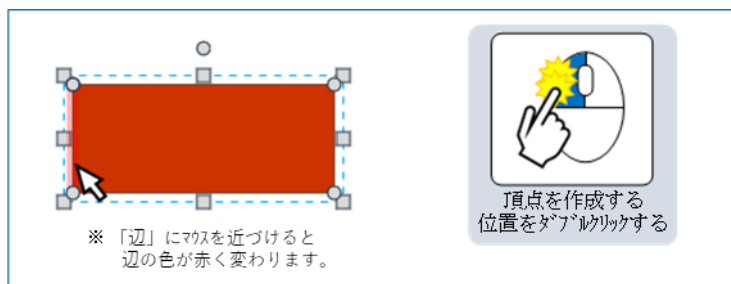 ※ 「辺」にﾏｳｽを近づけると
辺の色が赤く変わります。
頂点を作成する
位置をﾀﾞﾌﾞﾙｸﾘｯｸする